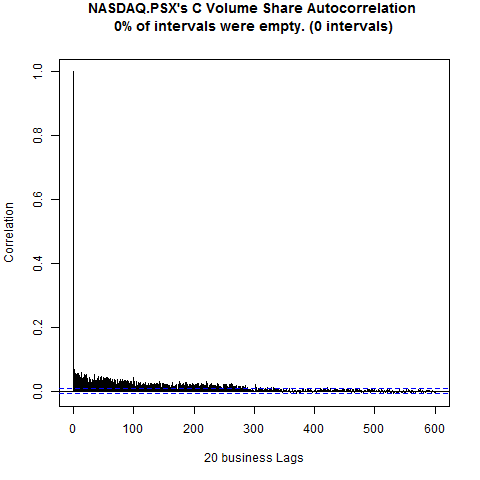 NASDAQ.PSX's C Volume Share Autocorrelation
0% of intervals were empty. (0 intervals)
1.0
0.8
0.6
0.4
0.2
0.0
Correlation
0 100 200 300 400 500 600
20 business Lags